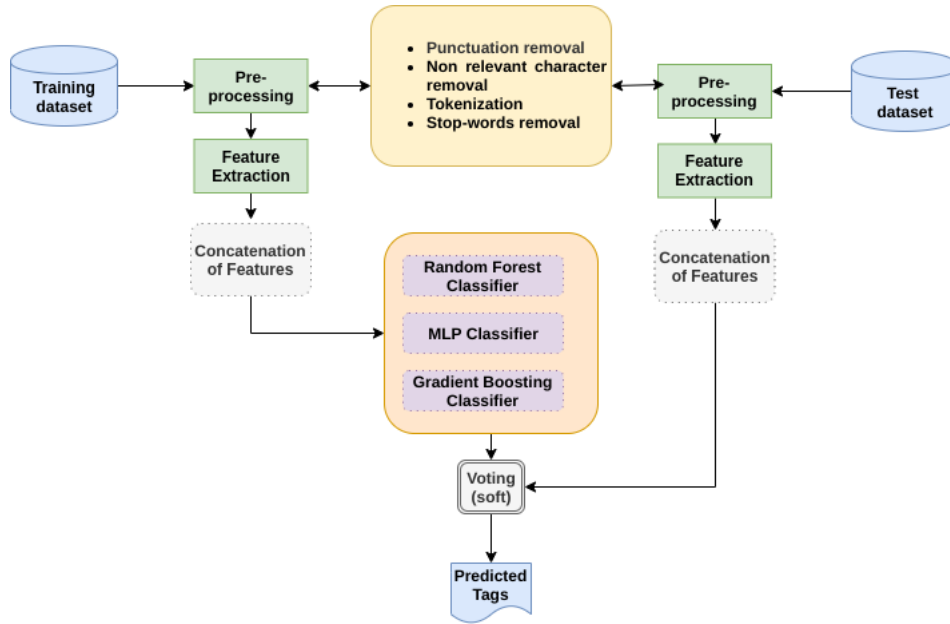 Training
dataset
Pre-
processing
• Punctuation removal
• Non relevant character
removal
• Tokenization
• Stop-words removal
Pre-
processing
Test
dataset
Feature
Extraction
Feature
Extraction
Concatenation
of Features
Concatenation
of Features
Random Forest
Classifier
MLP Classifier
Gradient Boosting
Classifier
Voting
(soft)
Predicted
Tags